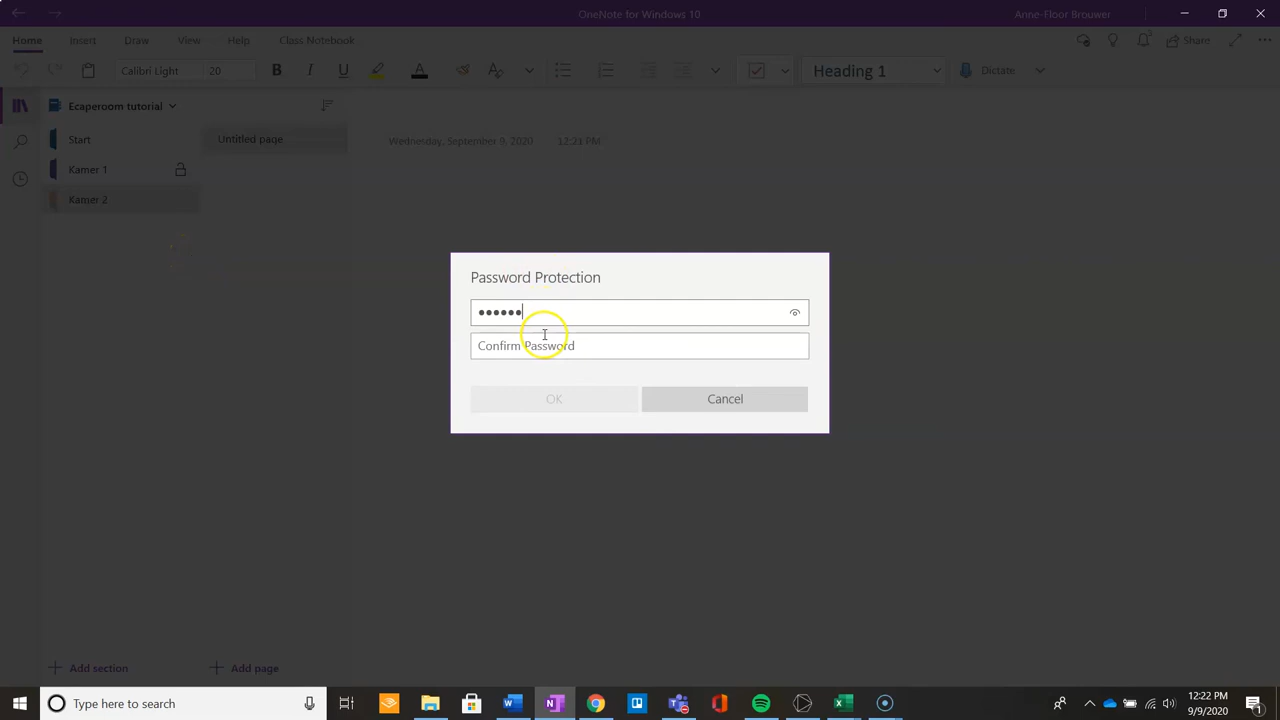 OneNote for Windows 10
Anne-Floor Brouwer
Home Insert Draw View Help Class Notebook
Share
Calibri Light 20 B I U A Heading 1 Dictate
Ecaperoom tutorial
Start
Kamer 1
Kamer 2
Untitled page
Wednesday, September 9, 2020 12:21 PM
Password Protection
••••••
Confirm Password
OK Cancel
Add section Add page
Type here to search
12:22 PM
9/9/2020